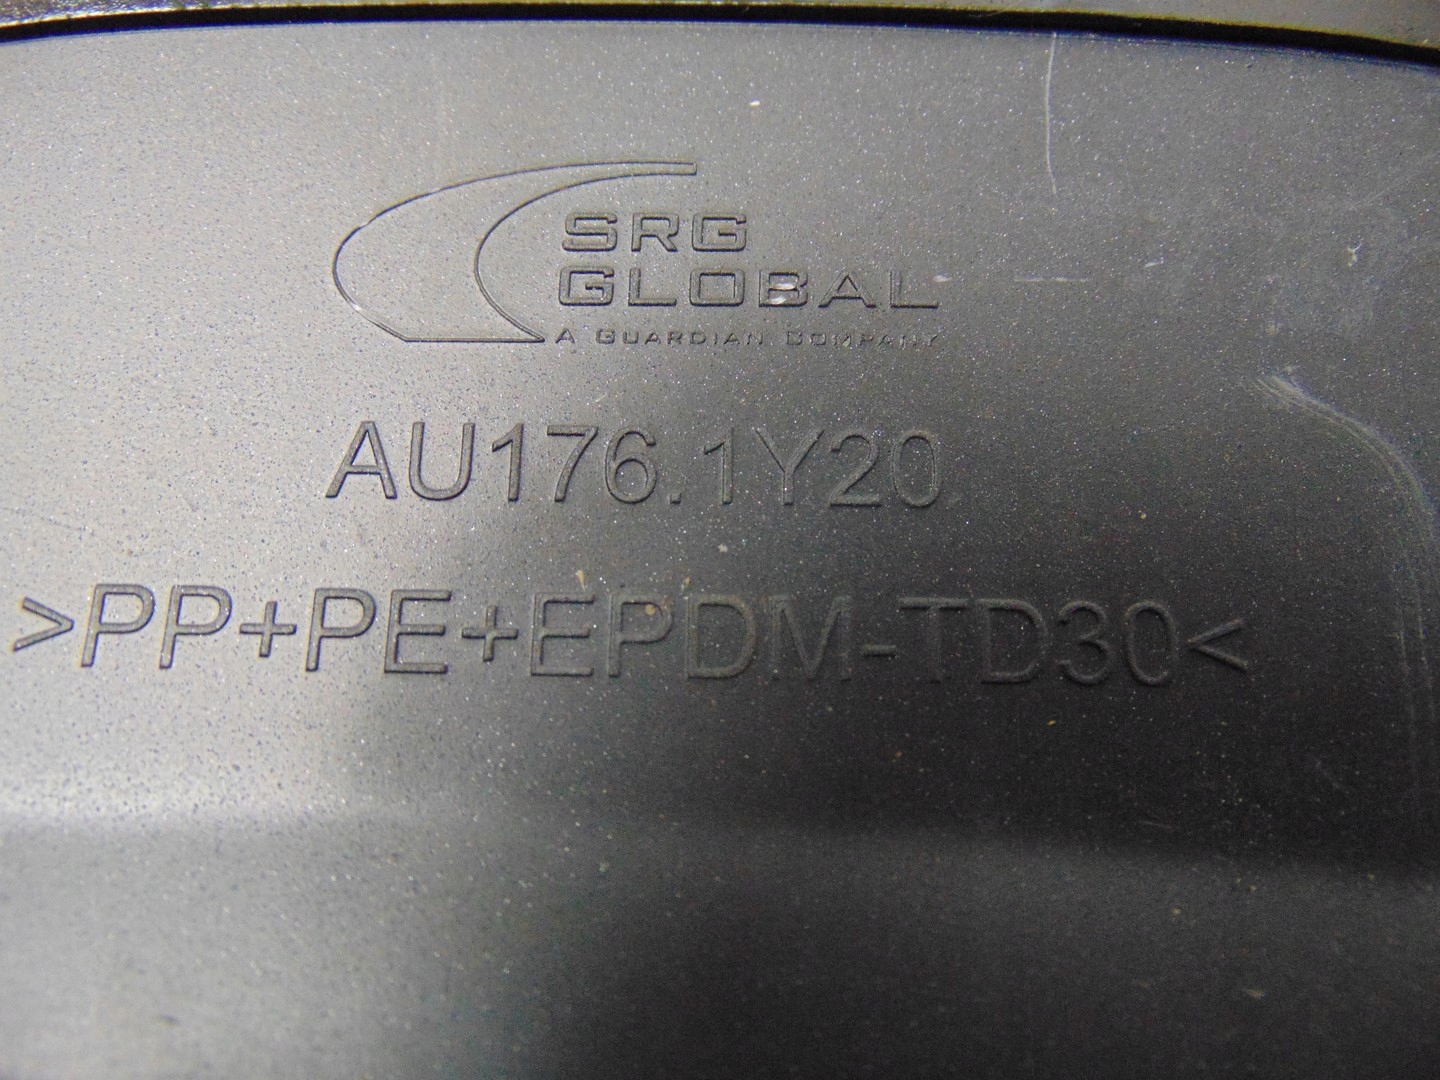 SRG
GLOBAL
A GUARDIAN COMPANY
AU176.1Y20
>PP+PE+EPDM-TD30<